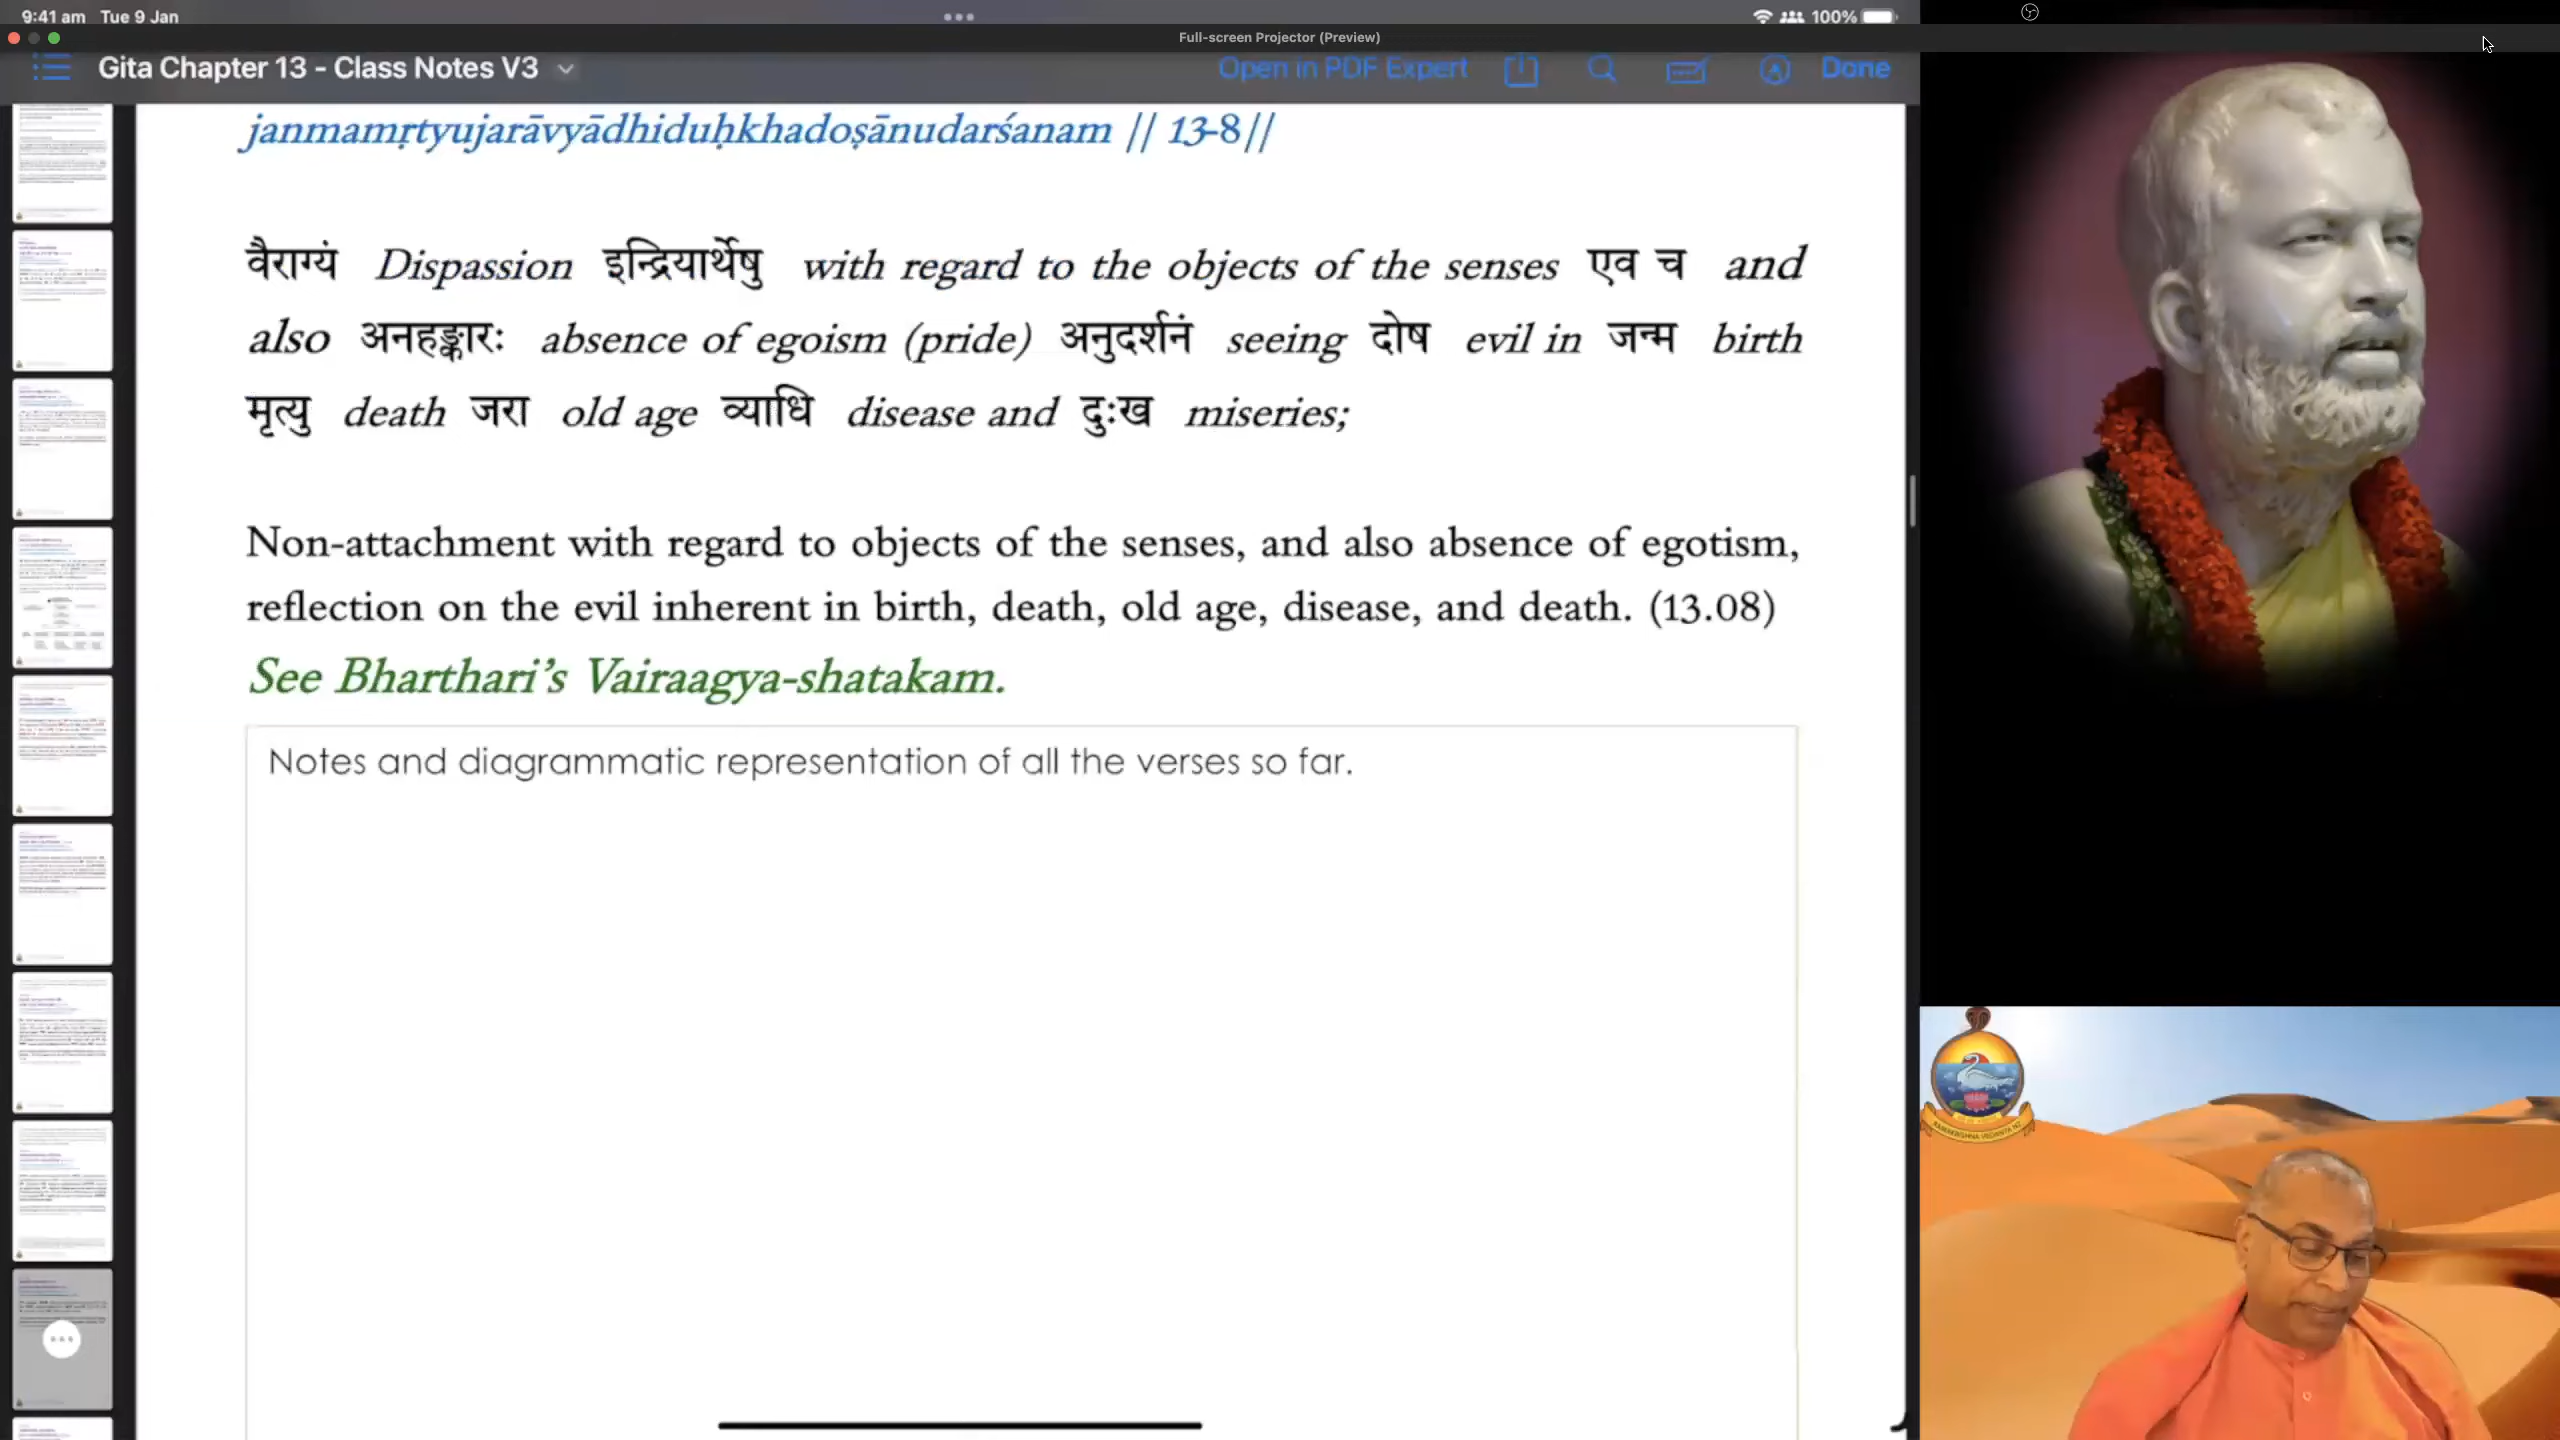 9:41 am Tue 9 Jan
100%
Full-screen Projector (Preview)
Gita Chapter 13 - Class Notes V3
Open in PDF Expert
Done
janmamṛtyujarāvyādhiduḥkhadoṣānudarśanam // 13-8//
वैराग्यं Dispassion इन्द्रियार्थेषु with regard to the objects of the senses एव च and
also अनहङ्कारः absence of egoism (pride) अनुदर्शनं seeing दोष evil in जन्म birth
मृत्यु death जरा old age व्याधि disease and दुःख miseries;
Non-attachment with regard to objects of the senses, and also absence of egotism,
reflection on the evil inherent in birth, death, old age, disease, and death. (13.08)
See Bharthari’s Vairaagya-shatakam.
Notes and diagrammatic representation of all the verses so far.
RAMAKRISHNA VEDANTA NZ